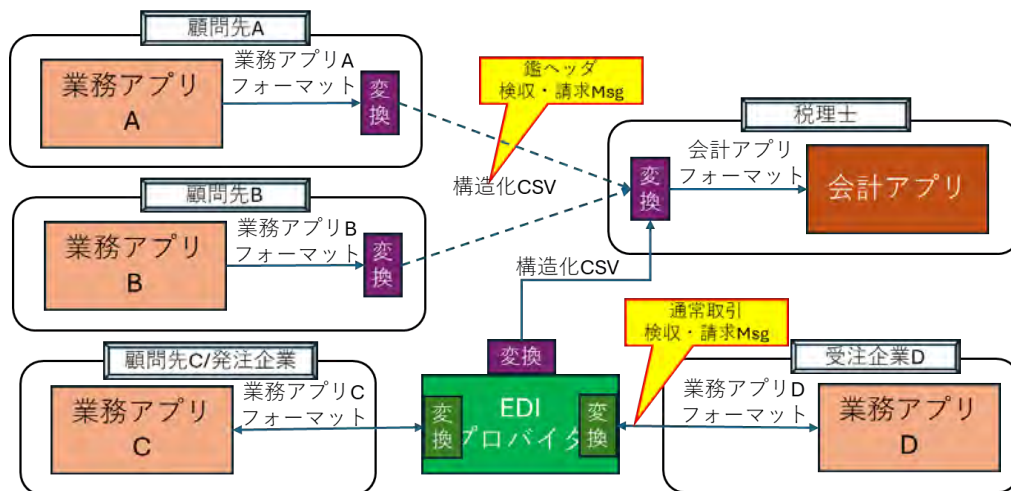 顧問先A
業務アプリA
フォーマット
業務アプリ
A
変
換
鑑ヘッダ
検収・請求Msg
構造化CSV
税理士
会計アプリ
フォーマット
変
換
会計アプリ
顧問先B
業務アプリB
フォーマット
業務アプリ
B
変
換
構造化CSV
変換
通常取引
検収・請求Msg
顧問先C/発注企業
業務アプリC
フォーマット
業務アプリ
C
変
換
EDI
プロバイダ
変
換
受注企業D
業務アプリD
フォーマット
業務アプリ
D